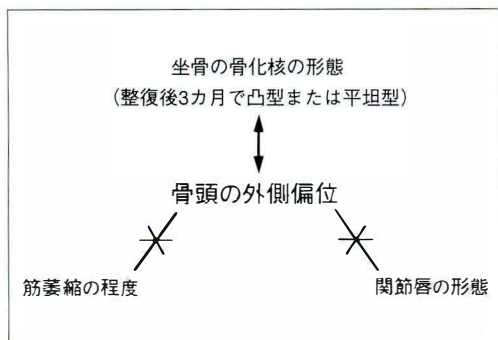 坐骨の骨化核の形態
（整復後3カ月で凸型または平坦型）
骨頭の外側偏位
筋萎縮の程度
関節唇の形態